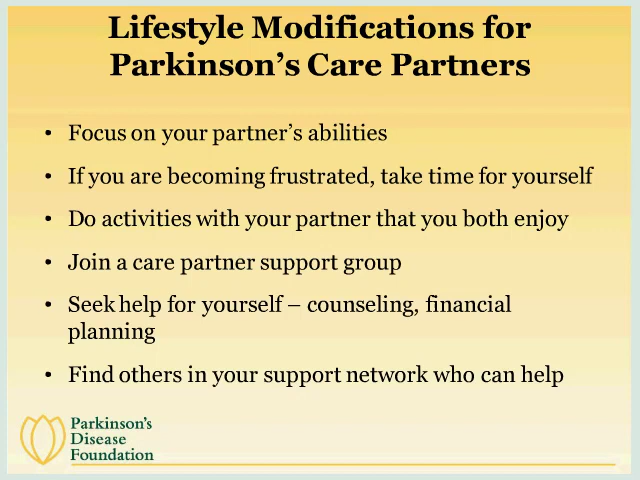 Lifestyle Modifications for
Parkinson's Care Partners
• Focus on your partner's abilities
• If you are becoming frustrated, take time for yourself
• Do activities with your partner that you both enjoy
• Join a care partner support group
• Seek help for yourself – counseling, financial
planning
• Find others in your support network who can help
Parkinson's
Disease
Foundation